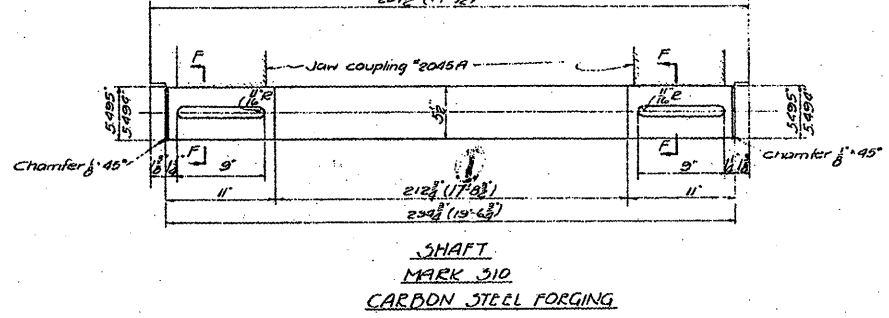 F
F
Jaw coupling #2045A
11/16" R
11/16" R
5.495"
5.494"
5 1/2"
5.495"
5.494"
F
F
Chamfer 1/8" × 45°
Chamfer 1/8" × 45°
9"
9"
1
11"
212 3/4" (17'-8 3/4")
11"
234 3/4" (19'-6 3/4")
SHAFT
MARK 310
CARBON STEEL FORGING